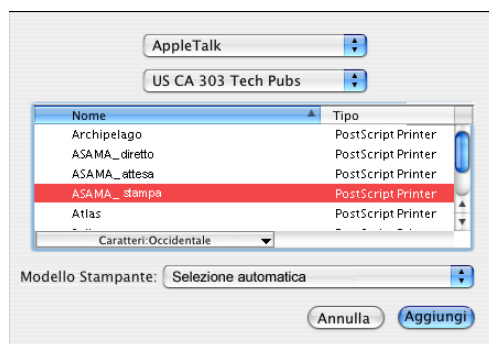 AppleTalk
US CA 303 Tech Pubs
Nome Tipo
Archipelago PostScript Printer
ASAMA_diretto PostScript Printer
ASAMA_attesa PostScript Printer
ASAMA_ stampa PostScript Printer
Atlas PostScript Printer
Caratteri:Occidentale
Modello Stampante: Selezione automatica
Annulla Aggiungi